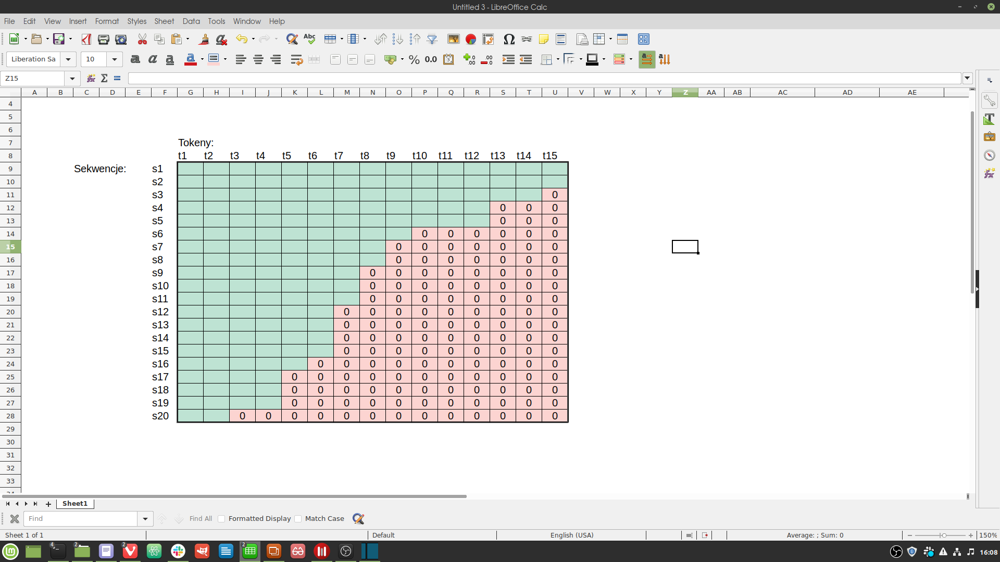 Untitled 3 - LibreOffice Calc
File Edit View Insert Format Styles Sheet Data Tools Window Help
Liberation Sa 10
Z15
A B C D E F G H I J K L M N O P Q R S T U V W X Y Z AA AB AC AD AE
4
5
6
7 Tokeny:
8 t1 t2 t3 t4 t5 t6 t7 t8 t9 t10 t11 t12 t13 t14 t15
9 Sekwencje: s1
10 s2
11 s3 0
12 s4 0 0 0
13 s5 0 0 0
14 s6 0 0 0 0 0 0
15 s7 0 0 0 0 0 0 0
16 s8 0 0 0 0 0 0 0
17 s9 0 0 0 0 0 0 0 0
18 s10 0 0 0 0 0 0 0 0
19 s11 0 0 0 0 0 0 0 0
20 s12 0 0 0 0 0 0 0 0 0
21 s13 0 0 0 0 0 0 0 0 0
22 s14 0 0 0 0 0 0 0 0 0
23 s15 0 0 0 0 0 0 0 0 0
24 s16 0 0 0 0 0 0 0 0 0 0
25 s17 0 0 0 0 0 0 0 0 0 0 0
26 s18 0 0 0 0 0 0 0 0 0 0 0
27 s19 0 0 0 0 0 0 0 0 0 0 0
28 s20 0 0 0 0 0 0 0 0 0 0 0 0 0
29
30
31
32
33
Sheet1
Find Find All Formatted Display Match Case
Sheet 1 of 1 Default English (USA) Average: ; Sum: 0 150%
16:08